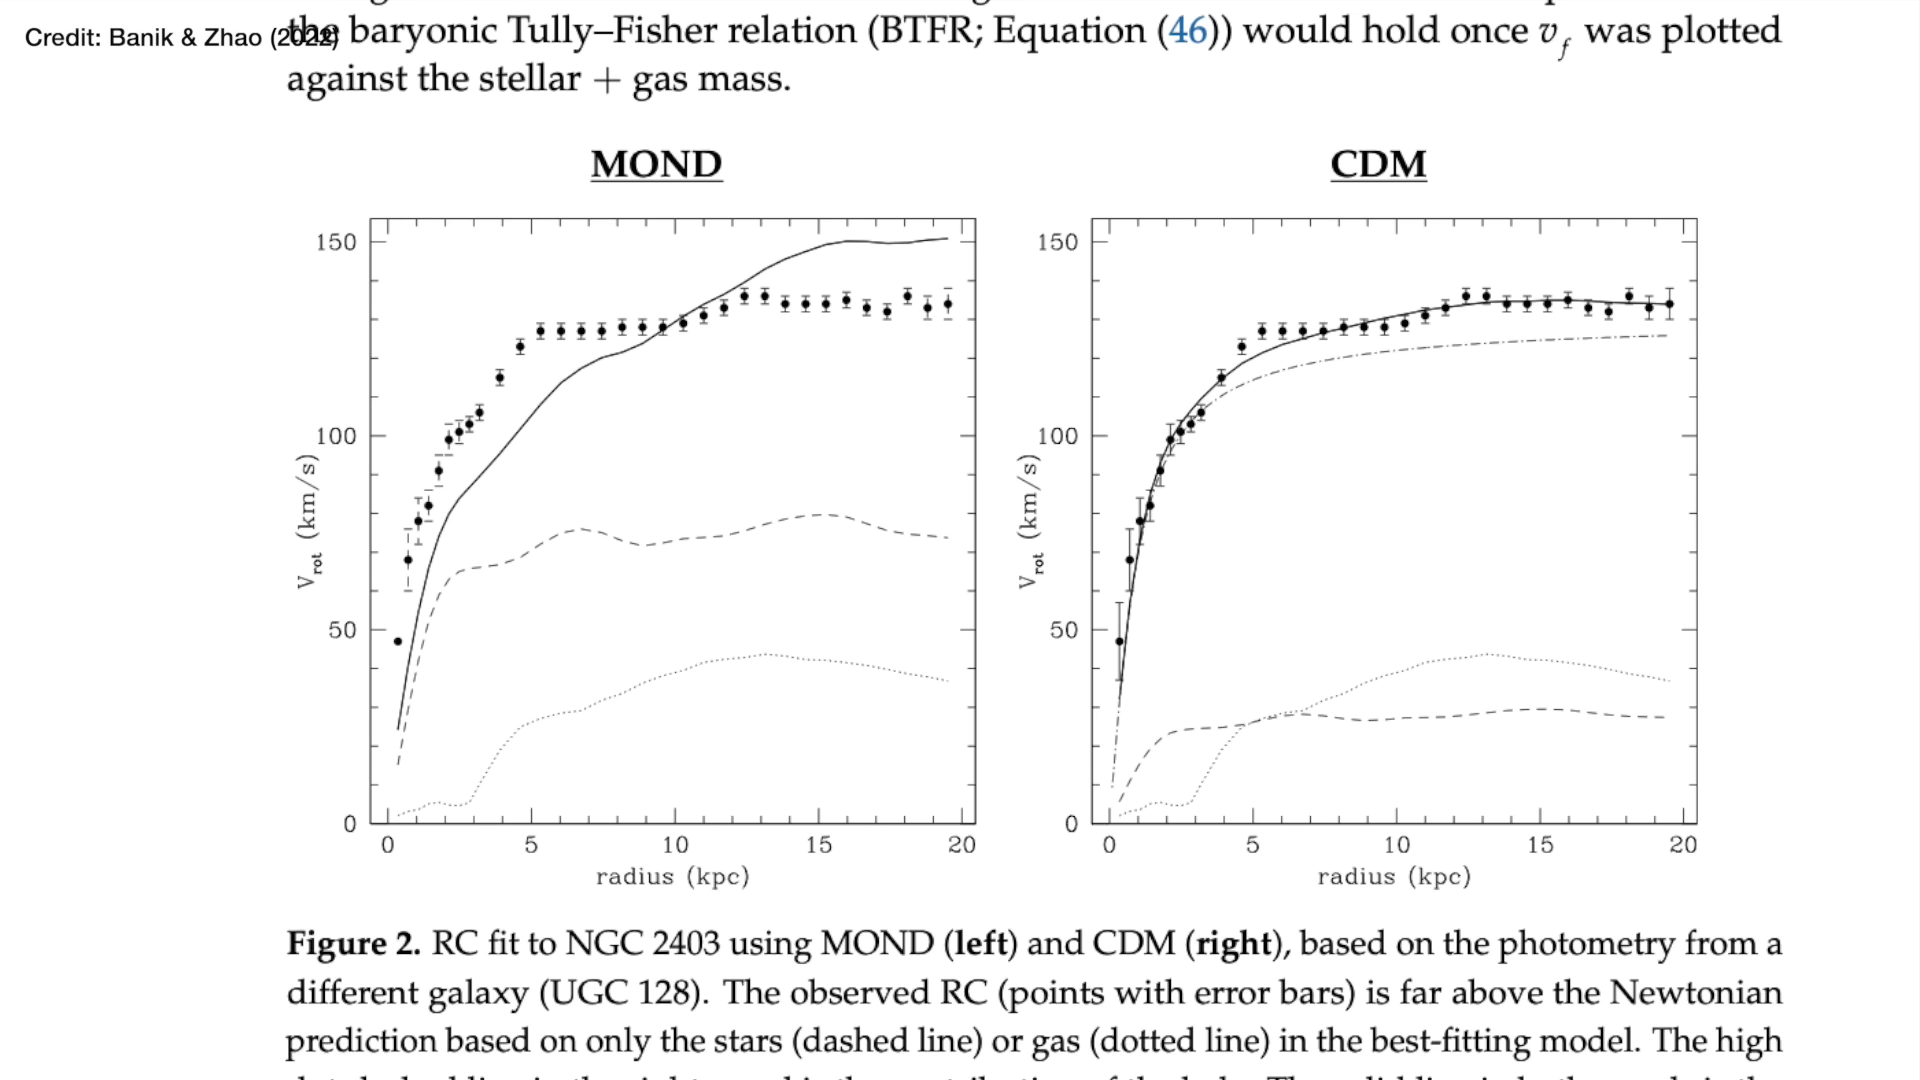 Credit: Banik & Zhao (2022)
the baryonic Tully–Fisher relation (BTFR; Equation (46)) would hold once v_f was plotted
against the stellar + gas mass.
MOND
CDM
150
100
50
0
V_rot (km/s)
0 5 10 15 20
radius (kpc)
150
100
50
0
V_rot (km/s)
0 5 10 15 20
radius (kpc)
Figure 2. RC fit to NGC 2403 using MOND (left) and CDM (right), based on the photometry from a
different galaxy (UGC 128). The observed RC (points with error bars) is far above the Newtonian
prediction based on only the stars (dashed line) or gas (dotted line) in the best-fitting model. The high